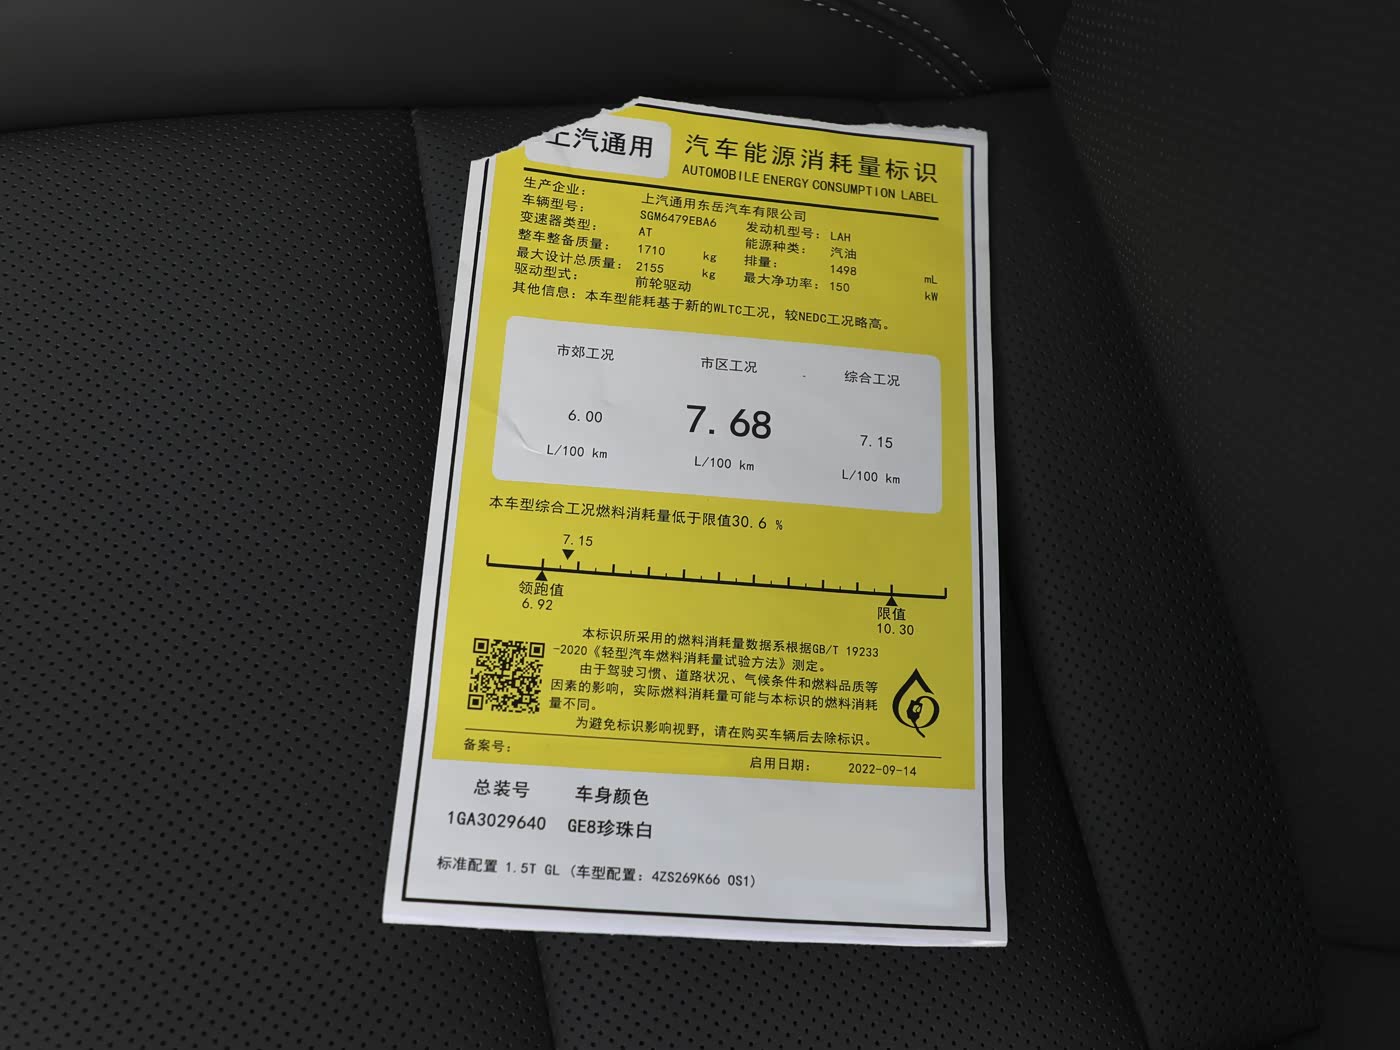 上汽通用
汽车能源消耗量标识
AUTOMOBILE ENERGY CONSUMPTION LABEL
生产企业： 上汽通用东岳汽车有限公司
车辆型号： SGM6479EBA6 发动机型号： LAH
变速器类型： AT 能源种类： 汽油
整车整备质量： 1710 kg 排量： 1498 mL
最大设计总质量： 2155 kg 最大净功率： 150 kW
驱动型式： 前轮驱动
其他信息：本车型能耗基于新的WLTC工况，较NEDC工况略高。
市郊工况 市区工况 综合工况
6.00 7.68 7.15
L/100 km L/100 km L/100 km
本车型综合工况燃料消耗量低于限值30.6 %
7.15
领跑值 限值
6.92 10.30
本标识所采用的燃料消耗量数据系根据GB/T 19233
-2020《轻型汽车燃料消耗量试验方法》测定。
由于驾驶习惯、道路状况、气候条件和燃料品质等
因素的影响，实际燃料消耗量可能与本标识的燃料消耗
量不同。
为避免标识影响视野，请在购买车辆后去除标识。
备案号： 启用日期： 2022-09-14
总装号 车身颜色
1GA3029640 GE8珍珠白
标准配置 1.5T GL (车型配置：4ZS269K66 OS1)